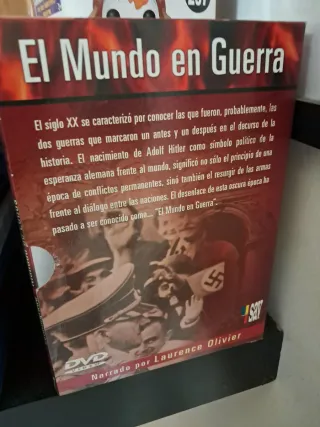 El Mundo en Guerra
El siglo XX se caracterizó por conocer las que fueron, probablemente, las
dos guerras que marcaron un antes y un después en el decurso de la
historia. El nacimiento de Adolf Hitler como símbolo político de la
esperanza alemana frente al mundo, significó no sólo el principio de una
época de conflictos permanentes, sinó también el resurgir de las armas
frente al diálogo entre las naciones. El desenlace de esta oscura época ha
pasado a ser conocido como... "El Mundo en Guerra".
DVD
VIDEO
SAV
Narrado por Laurence Olivier